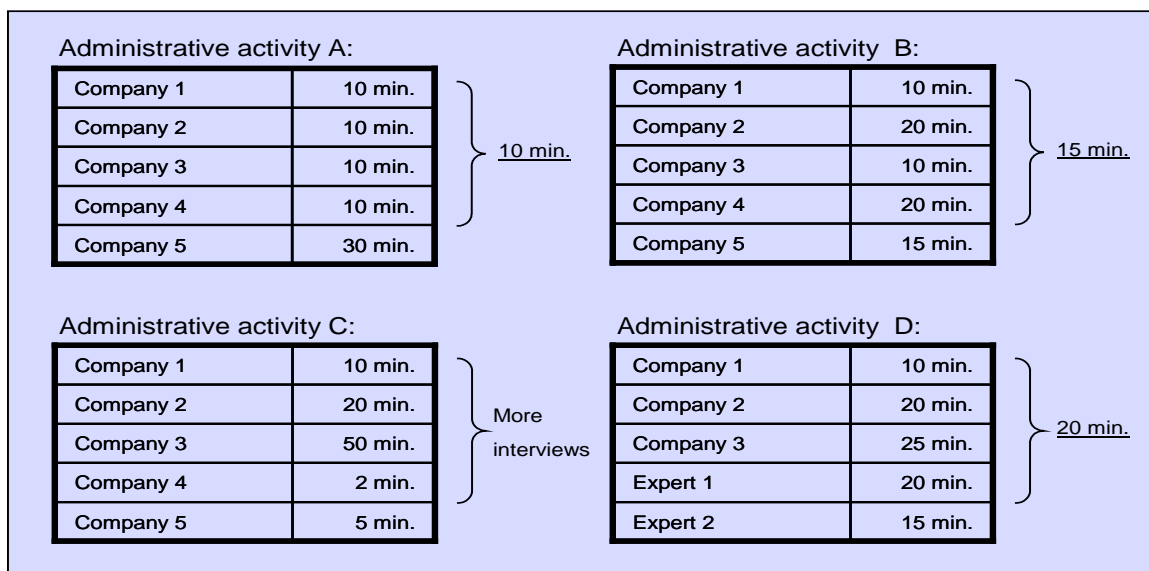 Administrative activity A:
Company 1 10 min.
Company 2 10 min.
Company 3 10 min.
Company 4 10 min.
Company 5 30 min.
10 min.
Administrative activity B:
Company 1 10 min.
Company 2 20 min.
Company 3 10 min.
Company 4 20 min.
Company 5 15 min.
15 min.
Administrative activity C:
Company 1 10 min.
Company 2 20 min.
Company 3 50 min.
Company 4 2 min.
Company 5 5 min.
More
interviews
Administrative activity D:
Company 1 10 min.
Company 2 20 min.
Company 3 25 min.
Expert 1 20 min.
Expert 2 15 min.
20 min.